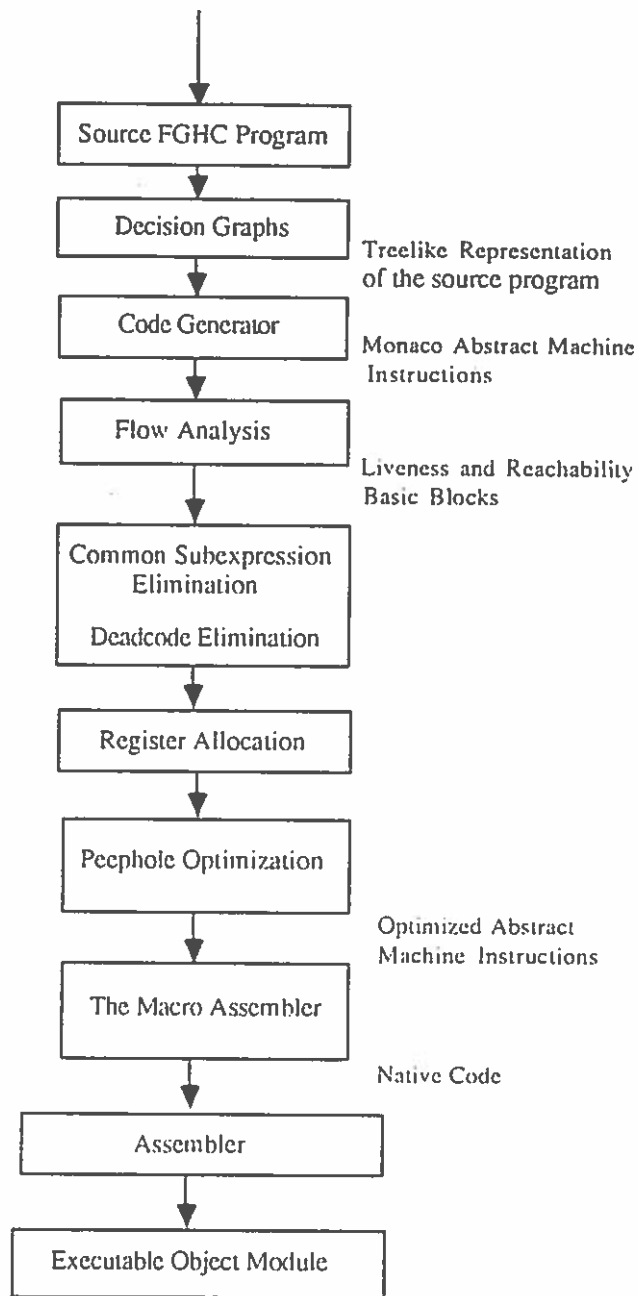 Source FGHC Program
Decision Graphs
Treelike Representation
of the source program
Code Generator
Monaco Abstract Machine
Instructions
Flow Analysis
Liveness and Reachability
Basic Blocks
Common Subexpression
Elimination
Deadcode Elimination
Register Allocation
Peephole Optimization
Optimized Abstract
Machine Instructions
The Macro Assembler
Native Code
Assembler
Executable Object Module